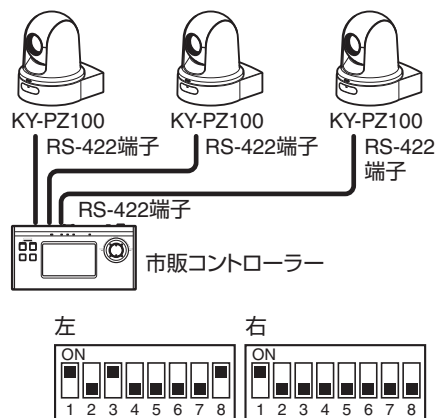 KY-PZ100 KY-PZ100 KY-PZ100
RS-422端子 RS-422端子 RS-422
端子
RS-422端子
市販コントローラー
左 右
ON ON
1 2 3 4 5 6 7 8 1 2 3 4 5 6 7 8